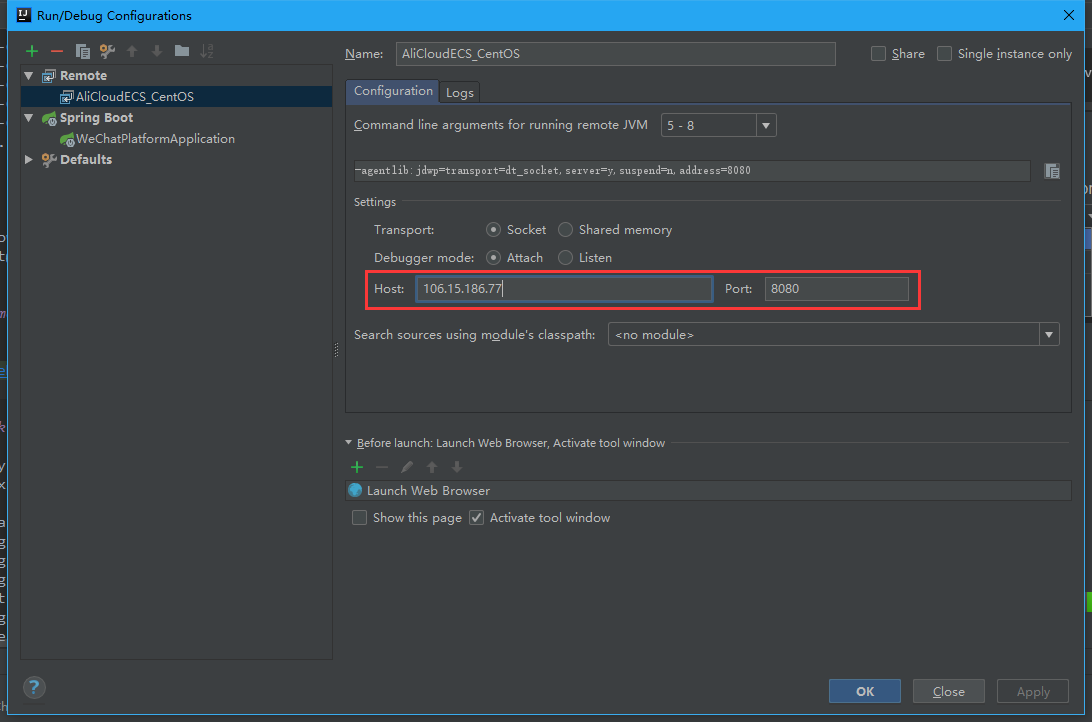 Run/Debug Configurations
Remote
AliCloudECS_CentOS
Spring Boot
WeChatPlatformApplication
Defaults
Name: AliCloudECS_CentOS Share Single instance only
Configuration Logs
Command line arguments for running remote JVM 5 - 8
-agentlib:jdwp=transport=dt_socket,server=y,suspend=n,address=8080
Settings
Transport: Socket Shared memory
Debugger mode: Attach Listen
Host: 106.15.186.77 Port: 8080
Search sources using module's classpath: <no module>
Before launch: Launch Web Browser, Activate tool window
Launch Web Browser
Show this page Activate tool window
? OK Close Apply